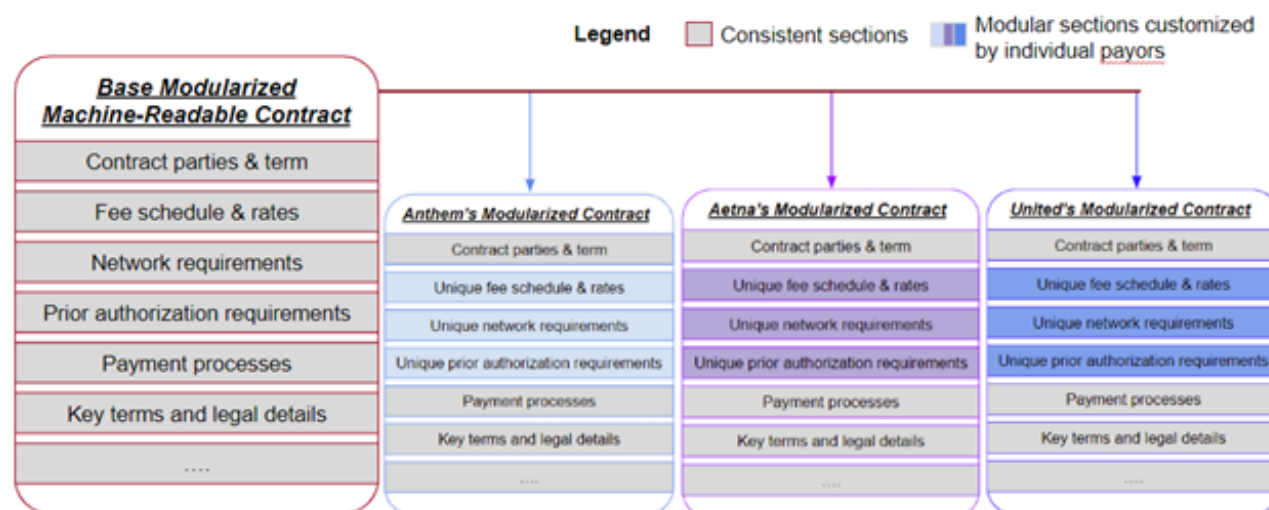 Legend
Consistent sections
Modular sections customized
by individual payors
Base Modularized
Machine-Readable Contract
Contract parties & term
Fee schedule & rates
Network requirements
Prior authorization requirements
Payment processes
Key terms and legal details
....
Anthem's Modularized Contract
Contract parties & term
Unique fee schedule & rates
Unique network requirements
Unique prior authorization requirements
Payment processes
Key terms and legal details
....
Aetna's Modularized Contract
Contract parties & term
Unique fee schedule & rates
Unique network requirements
Unique prior authorization requirements
Payment processes
Key terms and legal details
....
United's Modularized Contract
Contract parties & term
Unique fee schedule & rates
Unique network requirements
Unique prior authorization requirements
Payment processes
Key terms and legal details
....